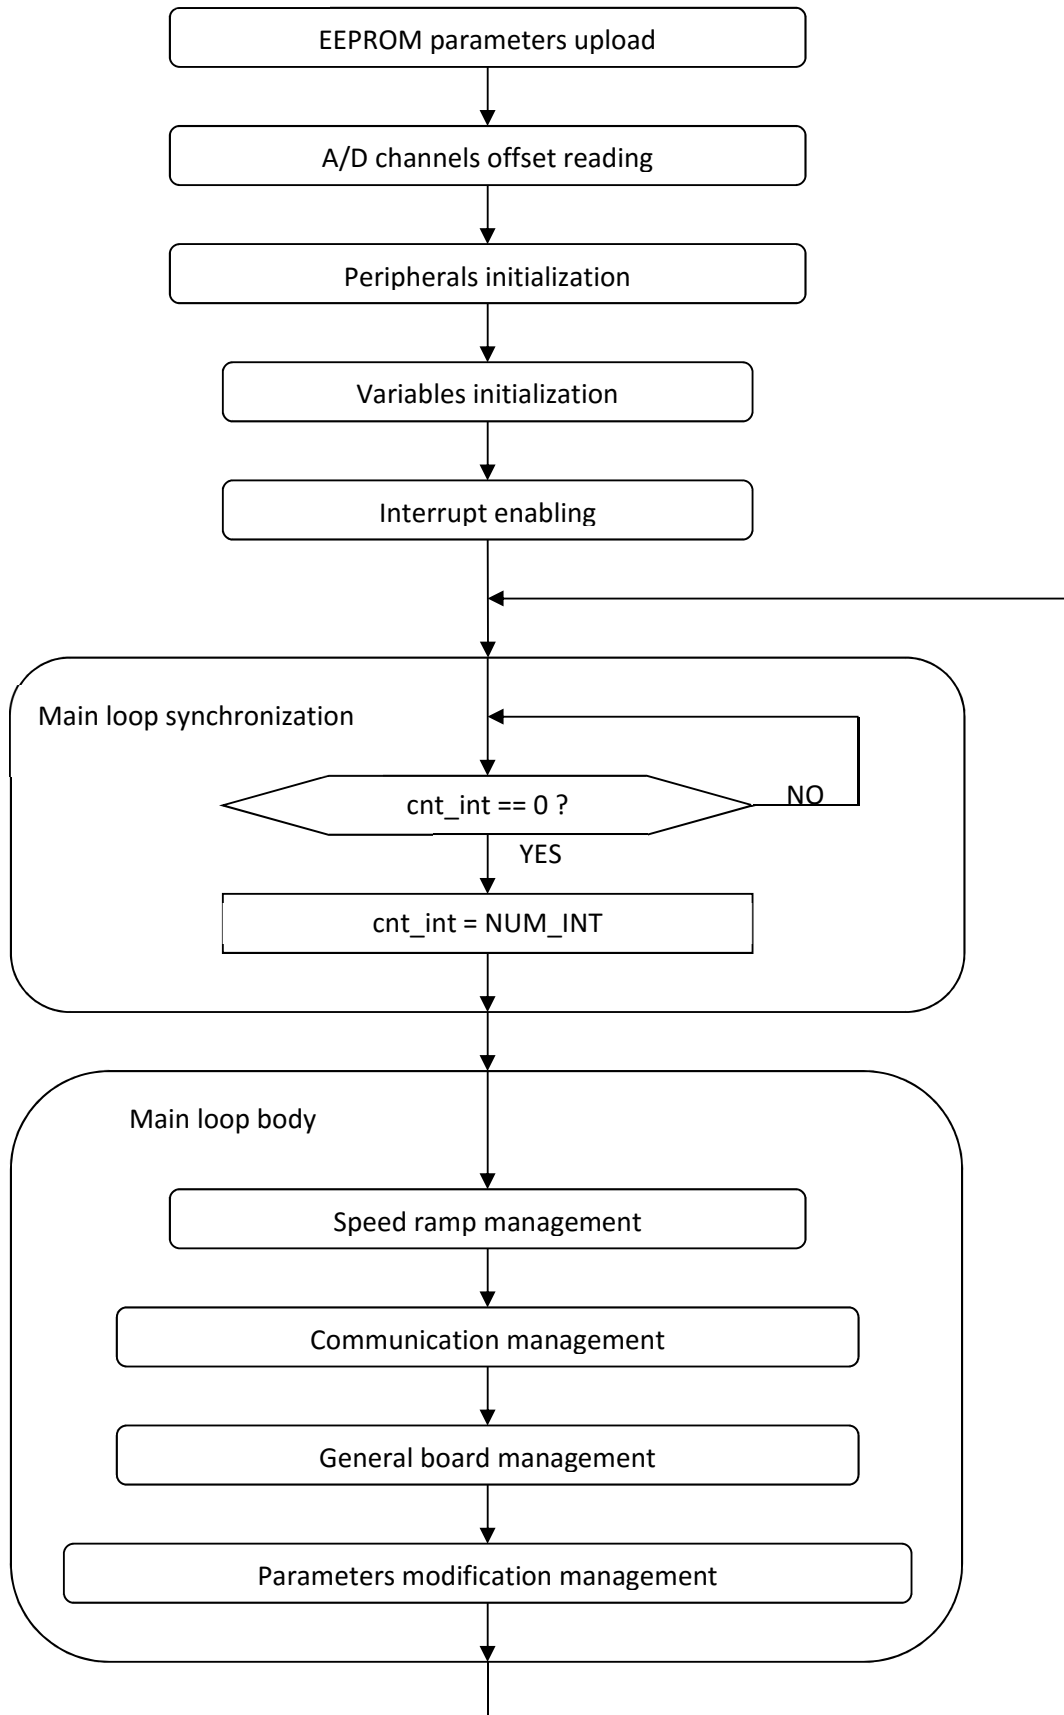 EEPROM parameters upload
A/D channels offset reading
Peripherals initialization
Variables initialization
Interrupt enabling
Main loop synchronization
cnt_int == 0 ?
NO
YES
cnt_int = NUM_INT
Main loop body
Speed ramp management
Communication management
General board management
Parameters modification management